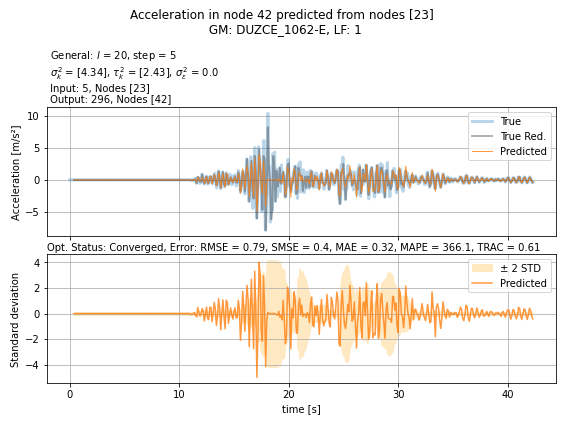 Acceleration in node 42 predicted from nodes [23]
GM: DUZCE_1062-E, LF: 1
General: l = 20, step = 5
σ²ₖ = [4.34], τ²ₖ = [2.43], σ²ε = 0.0
Input: 5, Nodes [23]
Output: 296, Nodes [42]
Acceleration [m/s²]
10
5
0
−5
True
True Red.
Predicted
Opt. Status: Converged, Error: RMSE = 0.79, SMSE = 0.4, MAE = 0.32, MAPE = 366.1, TRAC = 0.61
Standard deviation
4
2
0
−2
−4
± 2 STD
Predicted
0 10 20 30 40
time [s]